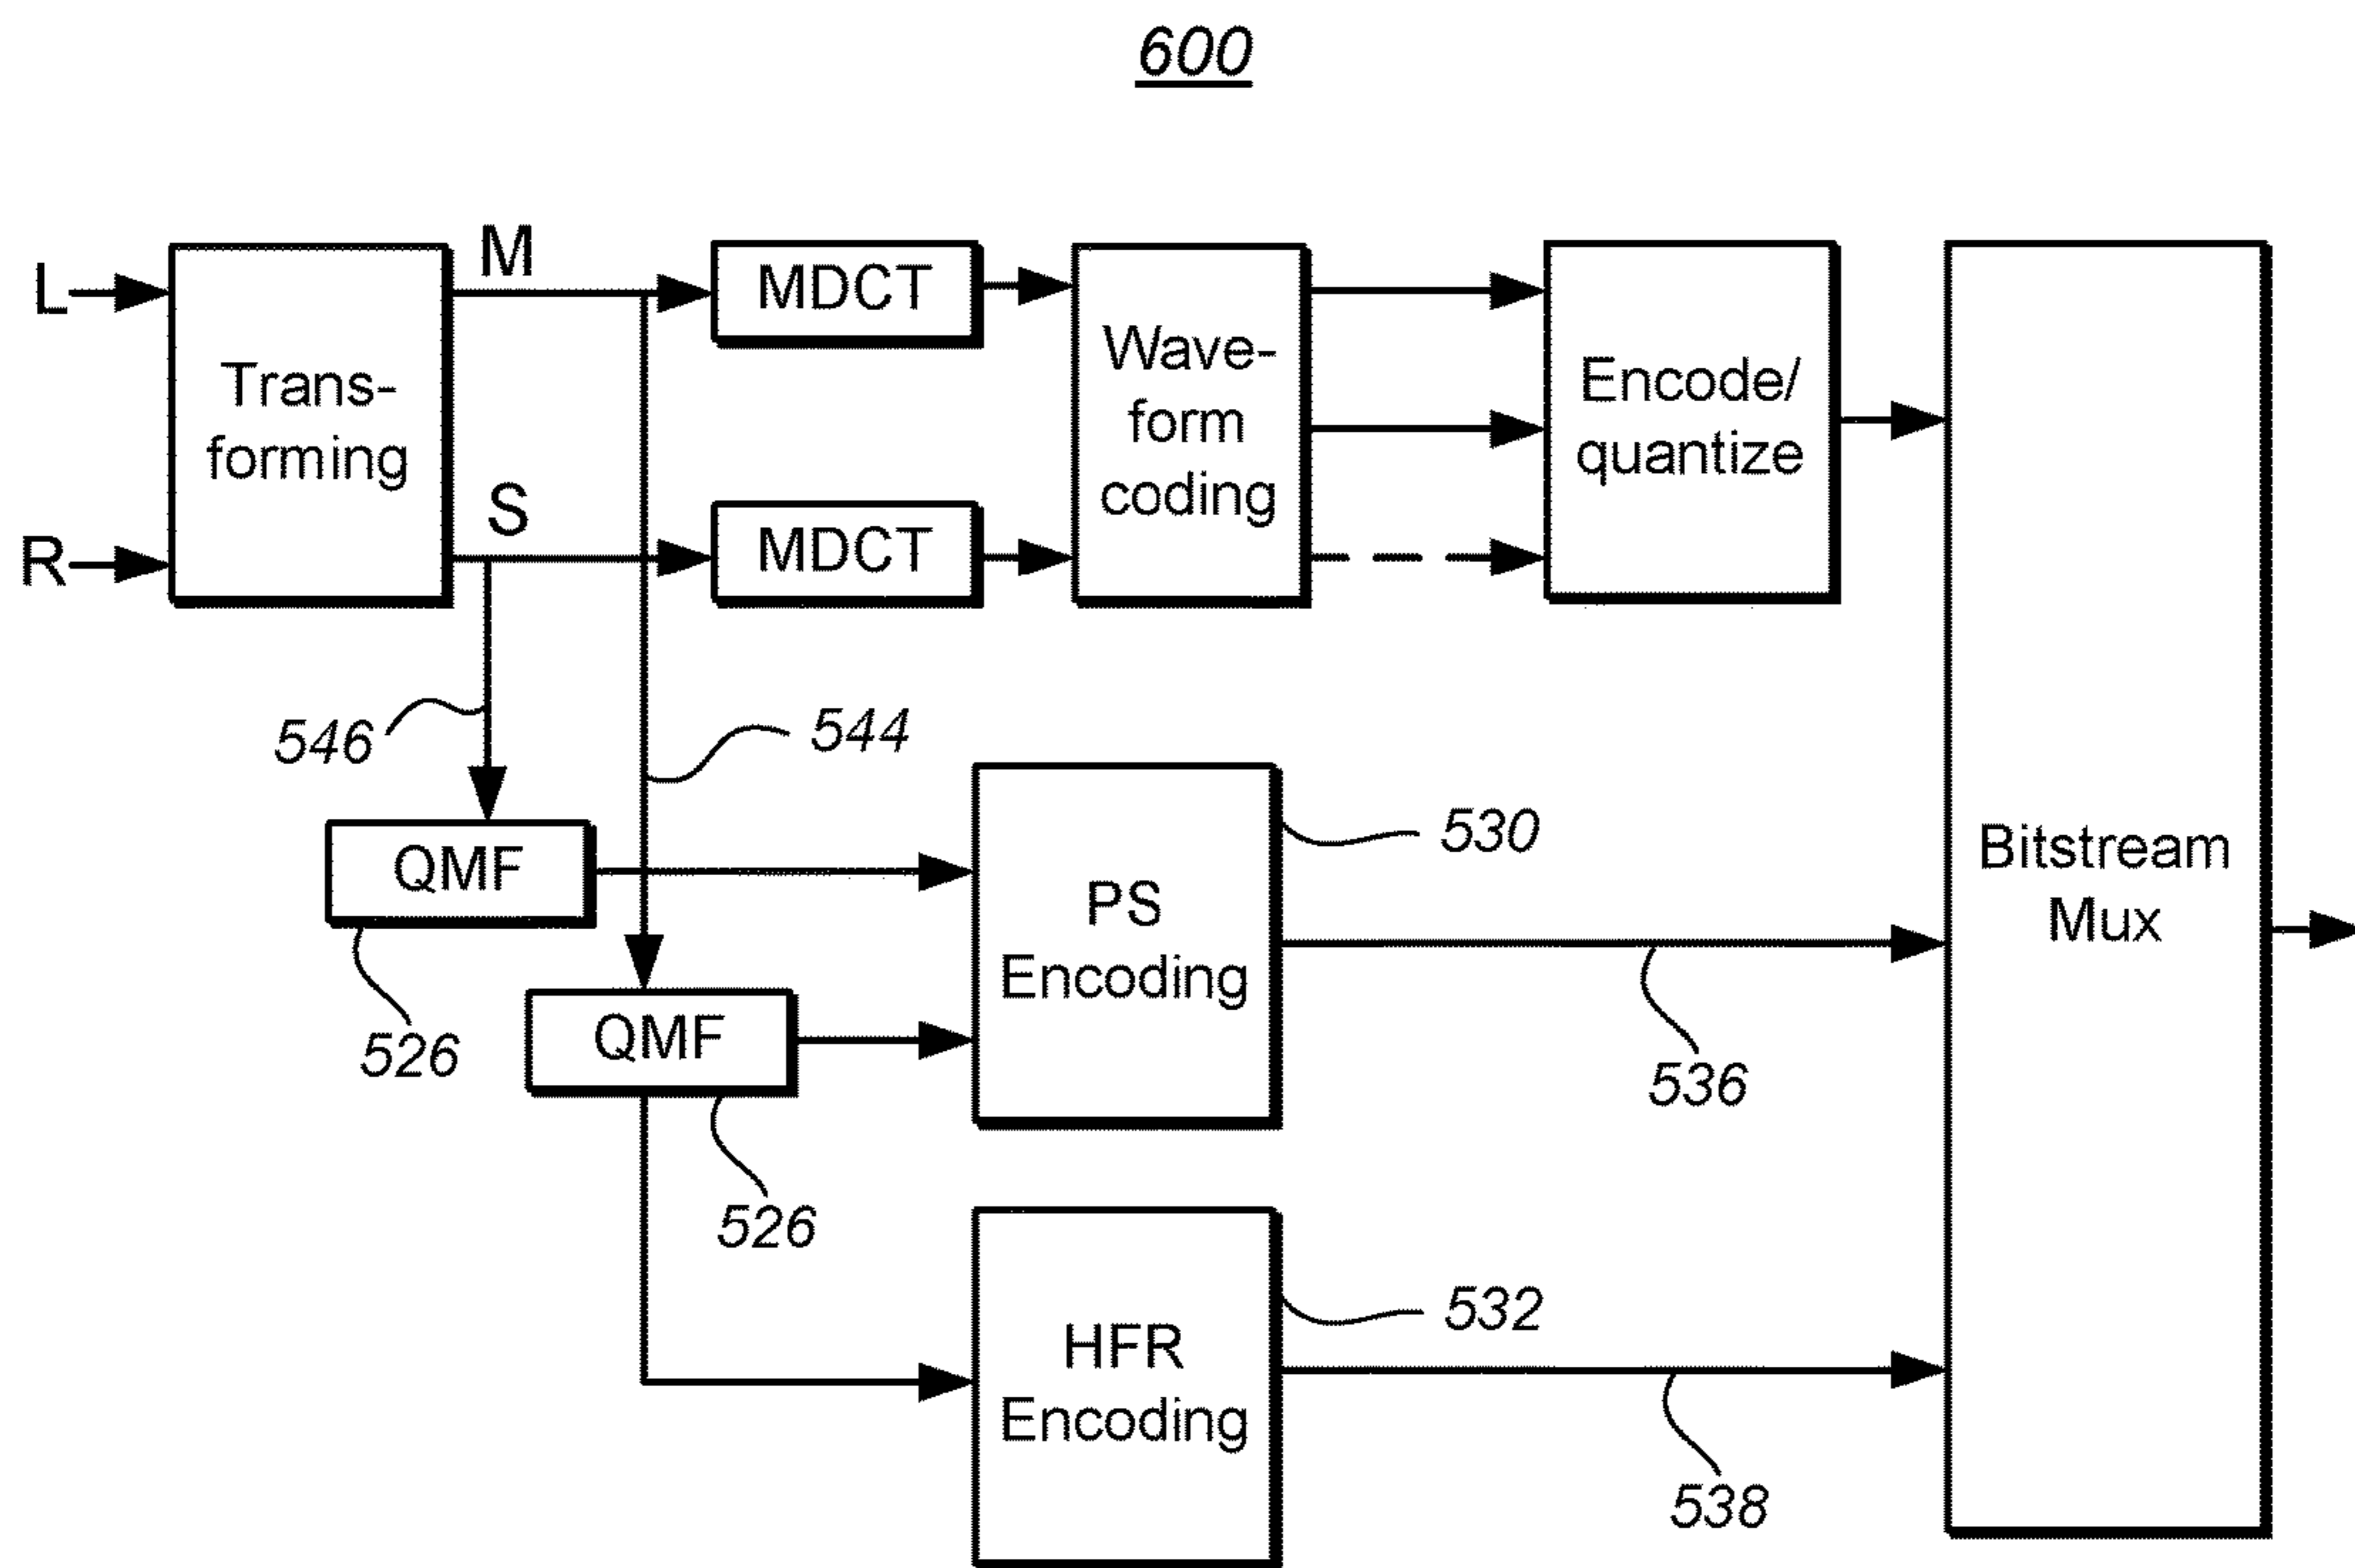 600
L
R
Trans-
forming
M
S
MDCT
MDCT
Wave-
form
coding
Encode/
quantize
Bitstream
Mux
546
544
QMF
526
QMF
526
PS
Encoding
530
536
HFR
Encoding
532
538